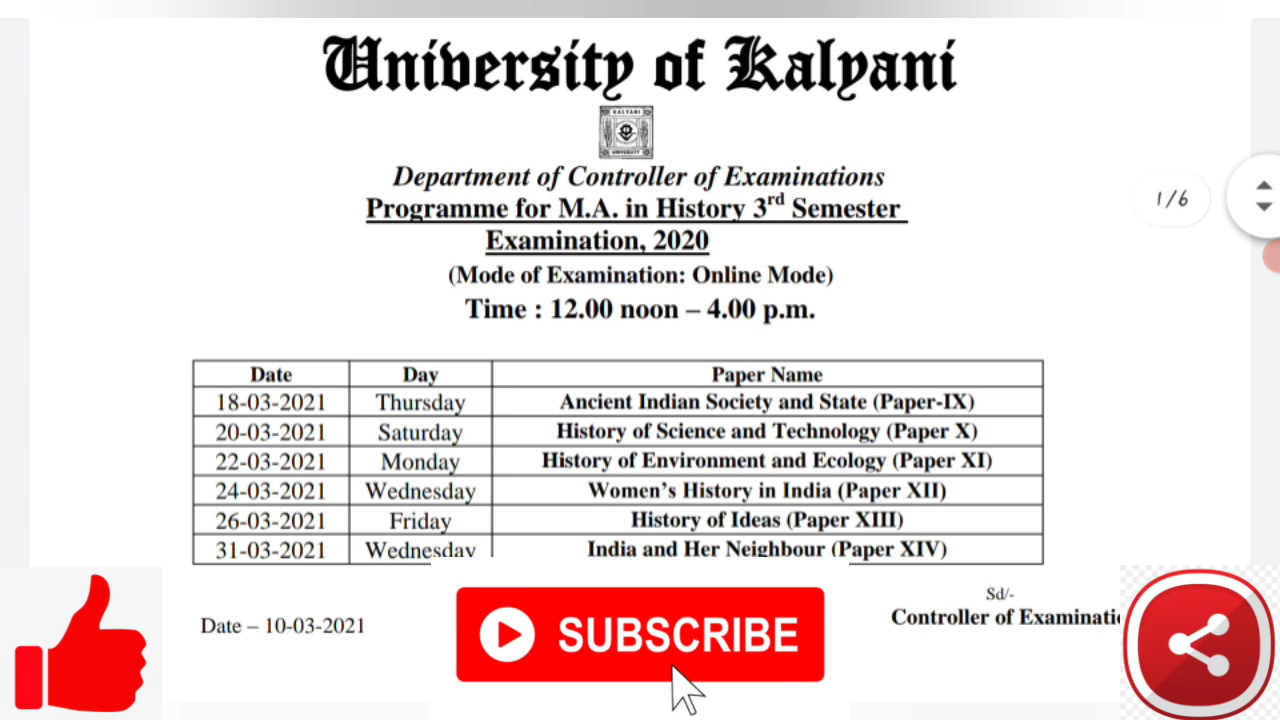 University of Kalyani
KALYANI
UNIVERSITY
Department of Controller of Examinations
Programme for M.A. in History 3rd Semester
Examination, 2020
(Mode of Examination: Online Mode)
Time : 12.00 noon – 4.00 p.m.
1/6
Date Day Paper Name
18-03-2021 Thursday Ancient Indian Society and State (Paper-IX)
20-03-2021 Saturday History of Science and Technology (Paper X)
22-03-2021 Monday History of Environment and Ecology (Paper XI)
24-03-2021 Wednesday Women's History in India (Paper XII)
26-03-2021 Friday History of Ideas (Paper XIII)
31-03-2021 Wednesday India and Her Neighbour (Paper XIV)
Sd/-
Controller of Examinatio
Date – 10-03-2021
SUBSCRIBE